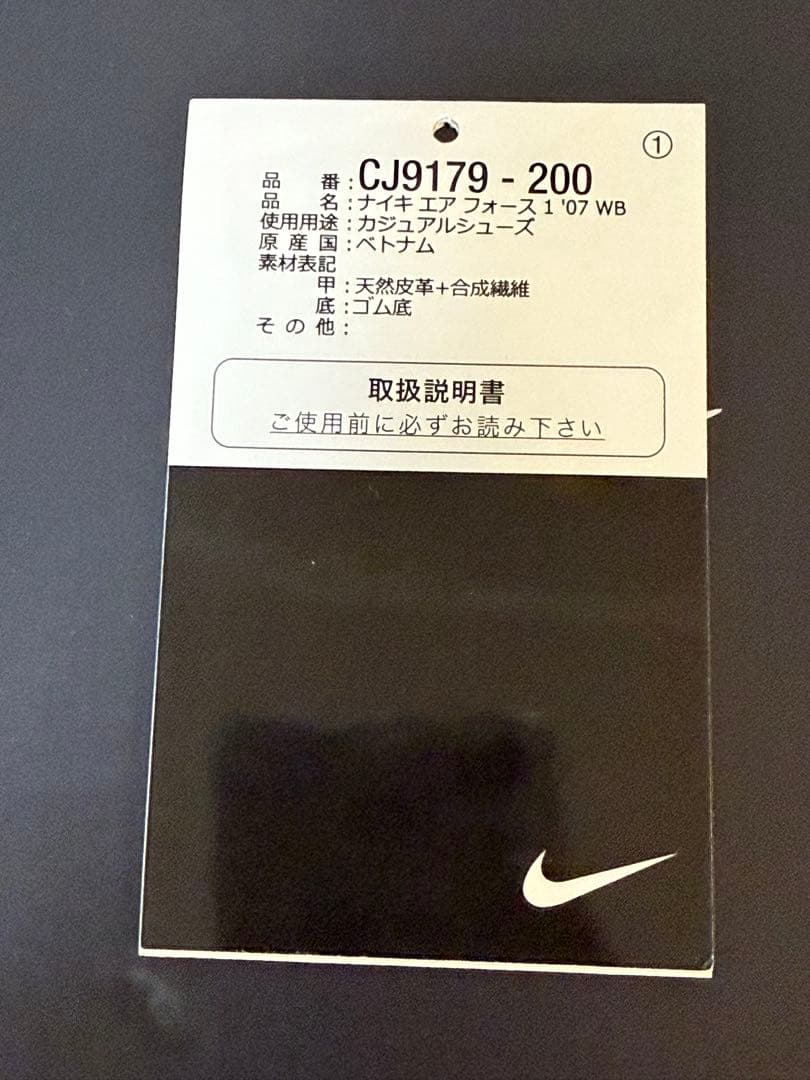 ①
品 番:CJ9179 - 200
品 名:ナイキ エア フォース 1 '07 WB
使用用途:カジュアルシューズ
原 産 国:ベトナム
素材表記
甲:天然皮革+合成繊維
底:ゴム底
そ の 他:
取扱説明書
ご使用前に必ずお読み下さい